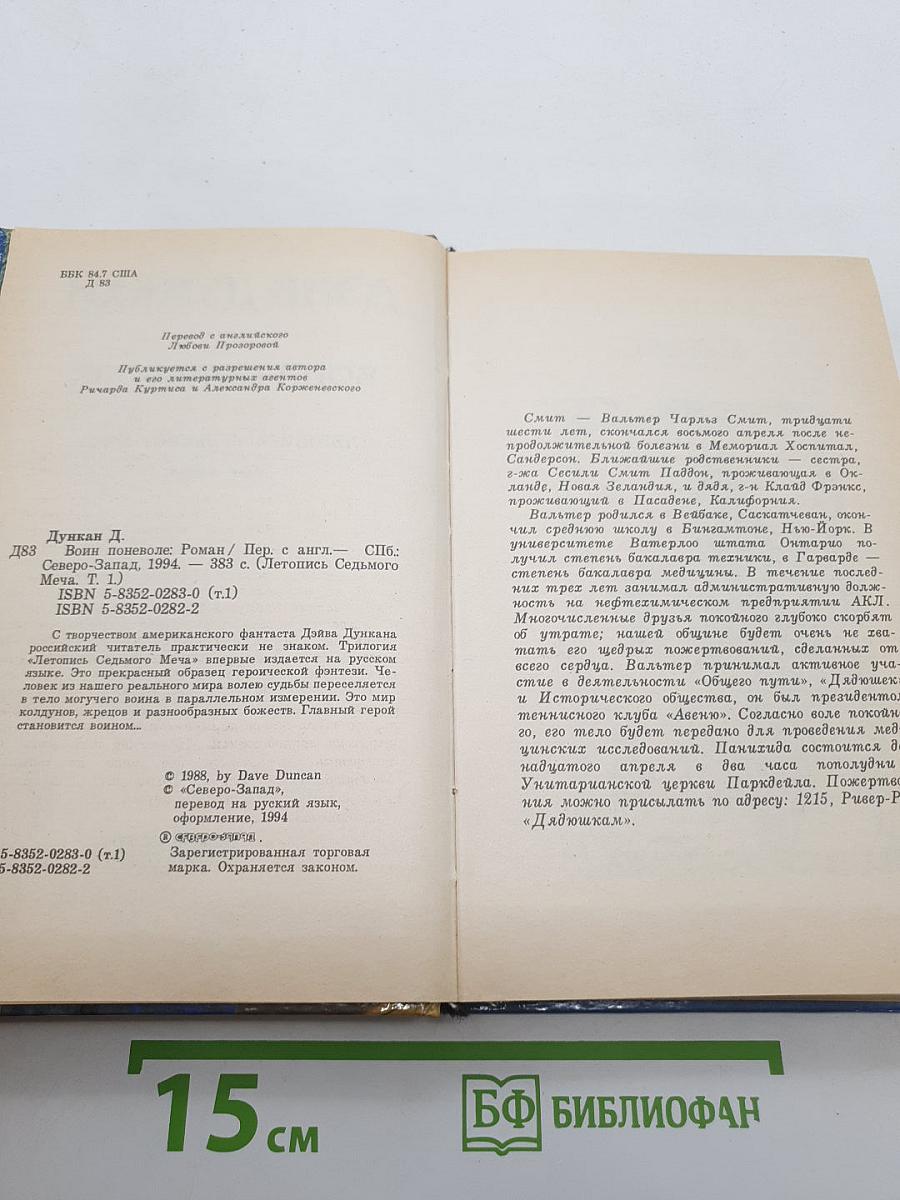 ББК 84.7 США
Д 83
Перевод с английского
Любови Прозоровой
Публикуется с разрешения автора
и его литературных агентов
Ричарда Куртиса и Александра Корженевского
Дункан Д.
Д83 Воин поневоле: Роман / Пер. с англ.— СПб.:
Северо-Запад, 1994. — 383 с. (Летопись Седьмого
Меча. Т. 1.)
ISBN 5-8352-0283-0 (т.1)
ISBN 5-8352-0282-2
С творчеством американского фантаста Дэйва Дункана
российский читатель практически не знаком. Трилогия
«Летопись Седьмого Меча» впервые издается на русском
языке. Это прекрасный образец героической фэнтези. Че-
ловек из нашего реального мира волею судьбы переселяется
в тело могучего воина в параллельном измерении. Это мир
колдунов, жрецов и разнообразных божеств. Главный герой
становится воином...
© 1988, by Dave Duncan
© «Северо-Запад»,
перевод на руский язык,
оформление, 1994
® СЕВЕРО-ЗАПАД.
5-8352-0283-0 (т.1) Зарегистрированная торговая
5-8352-0282-2 марка. Охраняется законом.
Смит — Вальтер Чарльз Смит, тридцати
шести лет, скончался восьмого апреля после не-
продолжительной болезни в Мемориал Хоспитал,
Сандерсон. Ближайшие родственники — сестра,
г-жа Сесили Смит Паддон, проживающая в Ок-
ланде, Новая Зеландия, и дядя, г-н Клайд Фрэнкс,
проживающий в Пасадене, Калифорния.
Вальтер родился в Вейбаке, Саскатчеван, окон-
чил среднюю школу в Бингамтоне, Нью-Йорк. В
университете Ватерлоо штата Онтарио по-
лучил степень бакалавра техники, в Гарварде —
степень бакалавра медицины. В течение послед-
них трех лет занимал административную долж-
ность на нефтехимическом предприятии АКЛ.
Многочисленные друзья покойного глубоко скорбят
об утрате; нашей общине будет очень не хва-
тать его щедрых пожертвований, сделанных от
всего сердца. Вальтер принимал активное уча-
стие в деятельности «Общего пути», «Дядюшек»
и Исторического общества, он был президентом
теннисного клуба «Авеню». Согласно воле покойно-
го, его тело будет передано для проведения меди-
цинских исследований. Панихида состоится две-
надцатого апреля в два часа пополудни
Унитарианской церкви Паркдейла. Пожертвова-
ния можно присылать по адресу: 1215, Ривер-Р
«Дядюшкам».
15 см
БФ БИБЛИОФАН